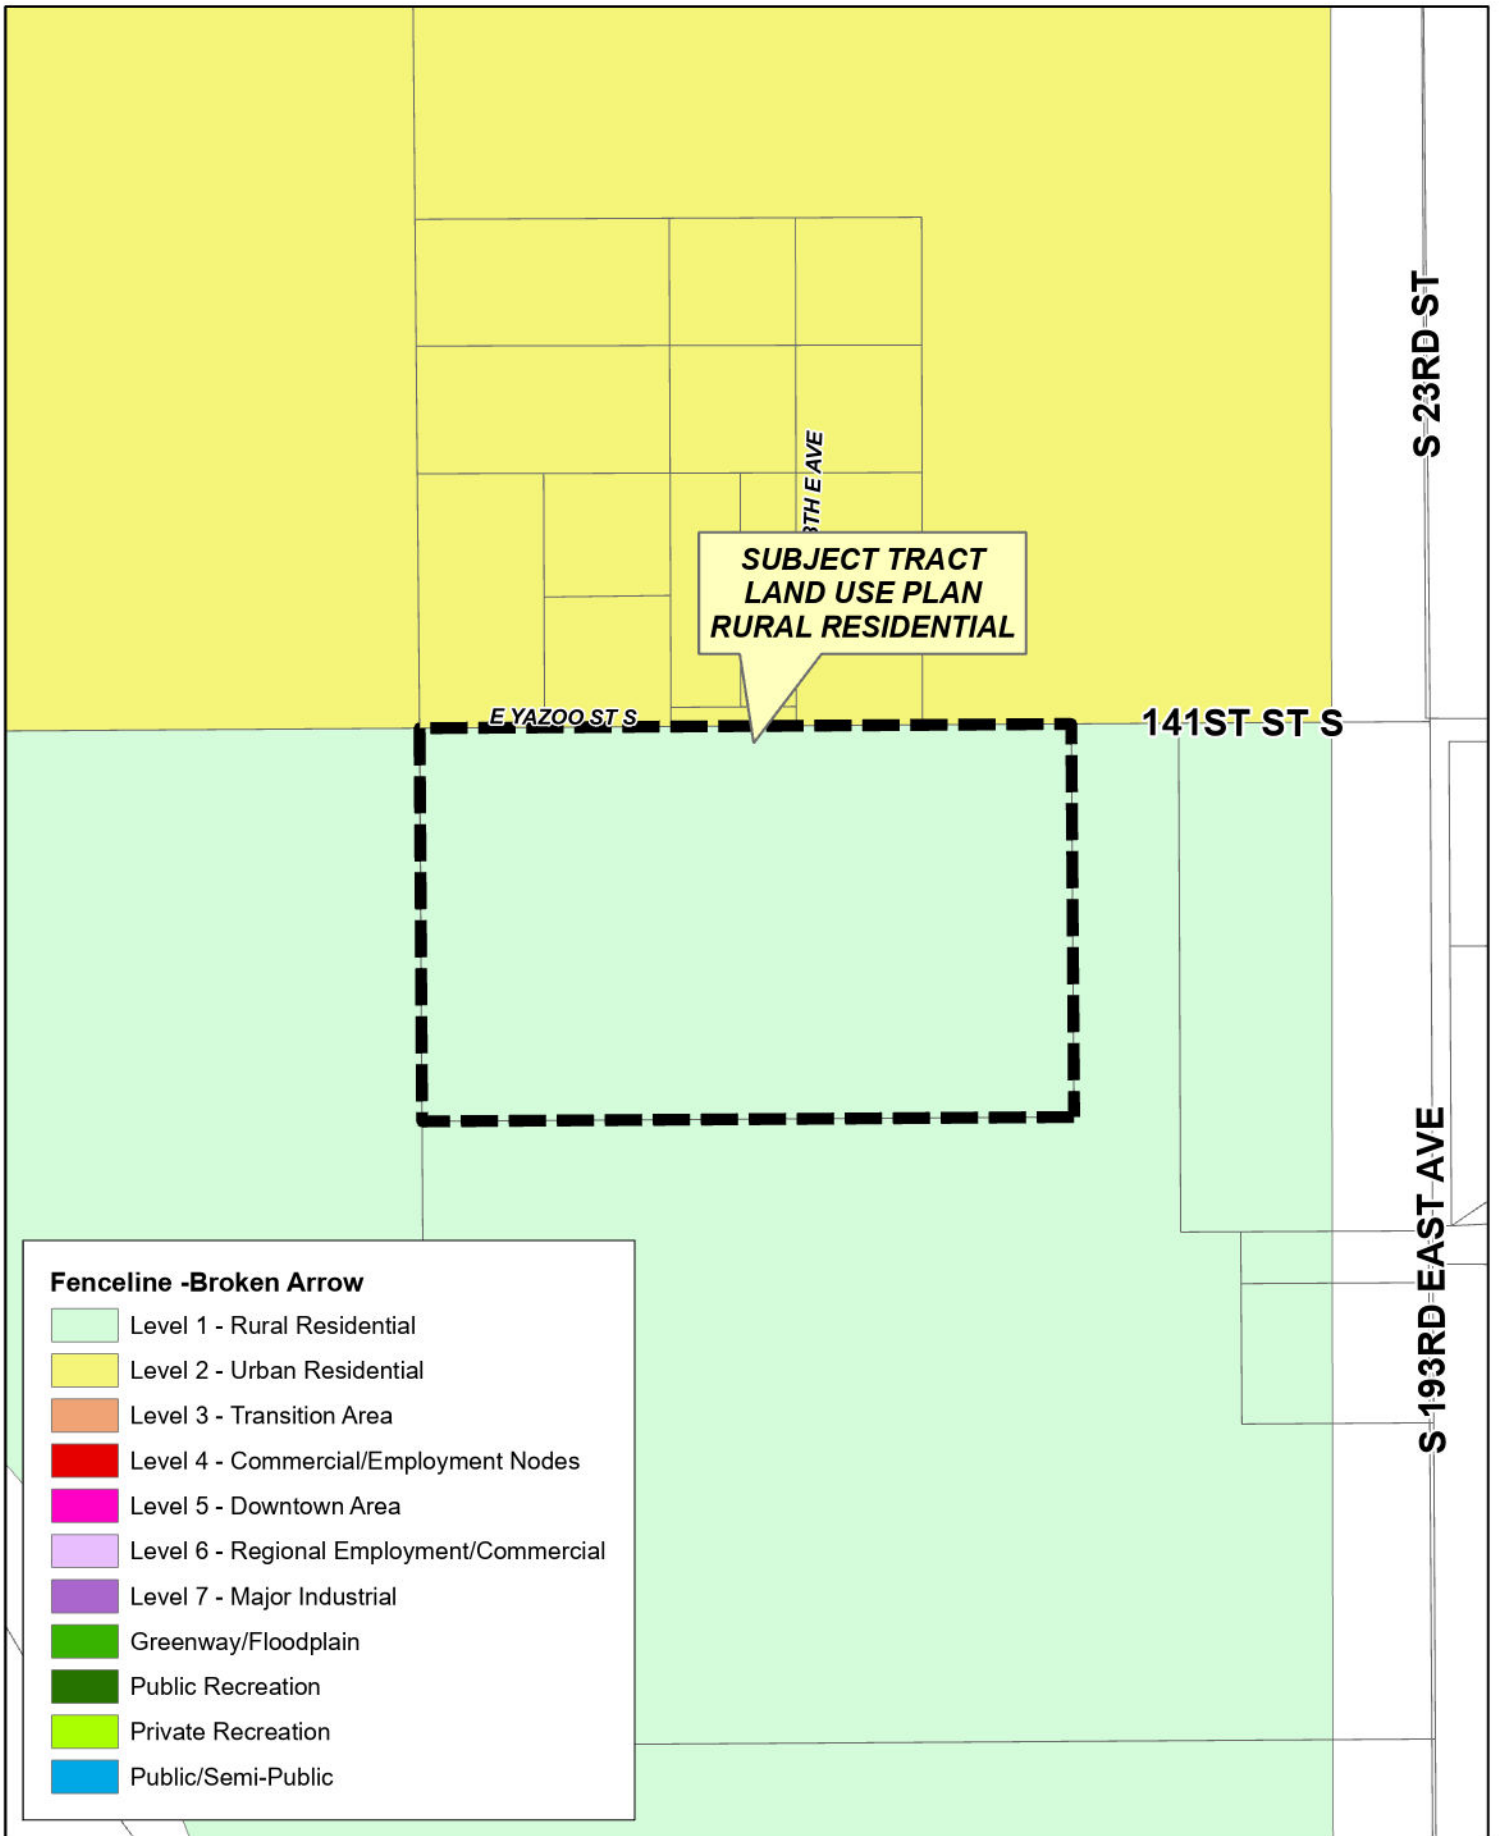 S 23RD ST
8TH E AVE
SUBJECT TRACT
LAND USE PLAN
RURAL RESIDENTIAL
E YAZOO ST S
141ST ST S
S 193RD EAST AVE
Fenceline -Broken Arrow
Level 1 - Rural Residential
Level 2 - Urban Residential
Level 3 - Transition Area
Level 4 - Commercial/Employment Nodes
Level 5 - Downtown Area
Level 6 - Regional Employment/Commercial
Level 7 - Major Industrial
Greenway/Floodplain
Public Recreation
Private Recreation
Public/Semi-Public